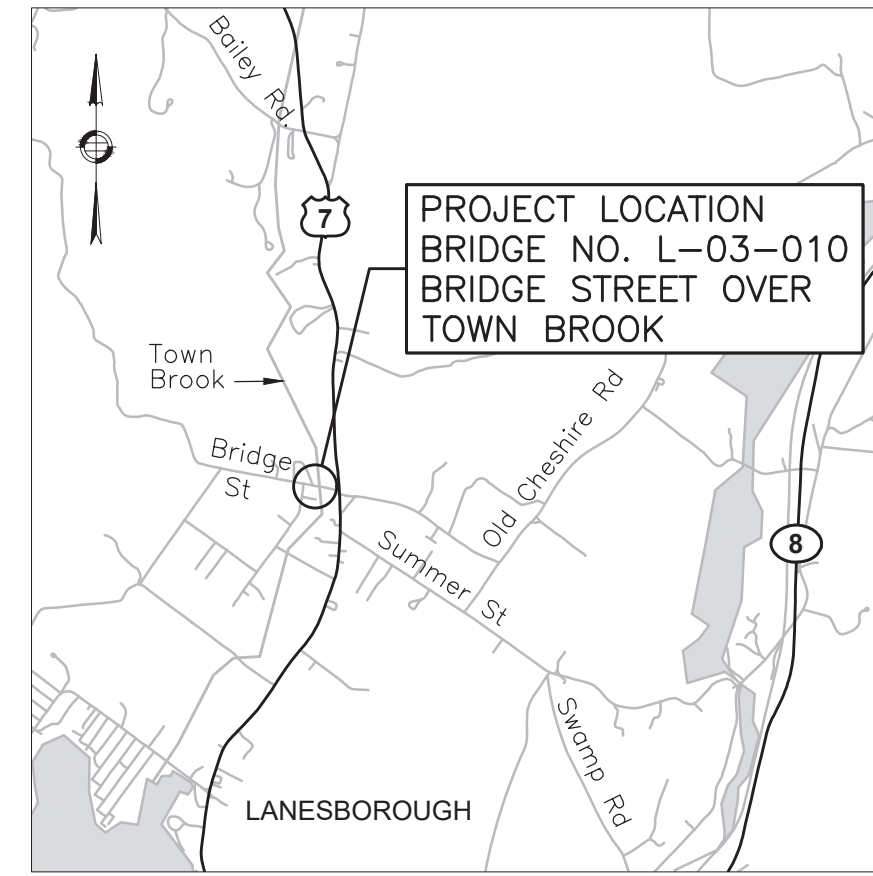 Bailey Rd.
7
PROJECT LOCATION
BRIDGE NO. L-03-010
BRIDGE STREET OVER
TOWN BROOK
Town
Brook
Bridge
St
Old Cheshire Rd
Summer St
8
Swamp Rd
LANESBOROUGH